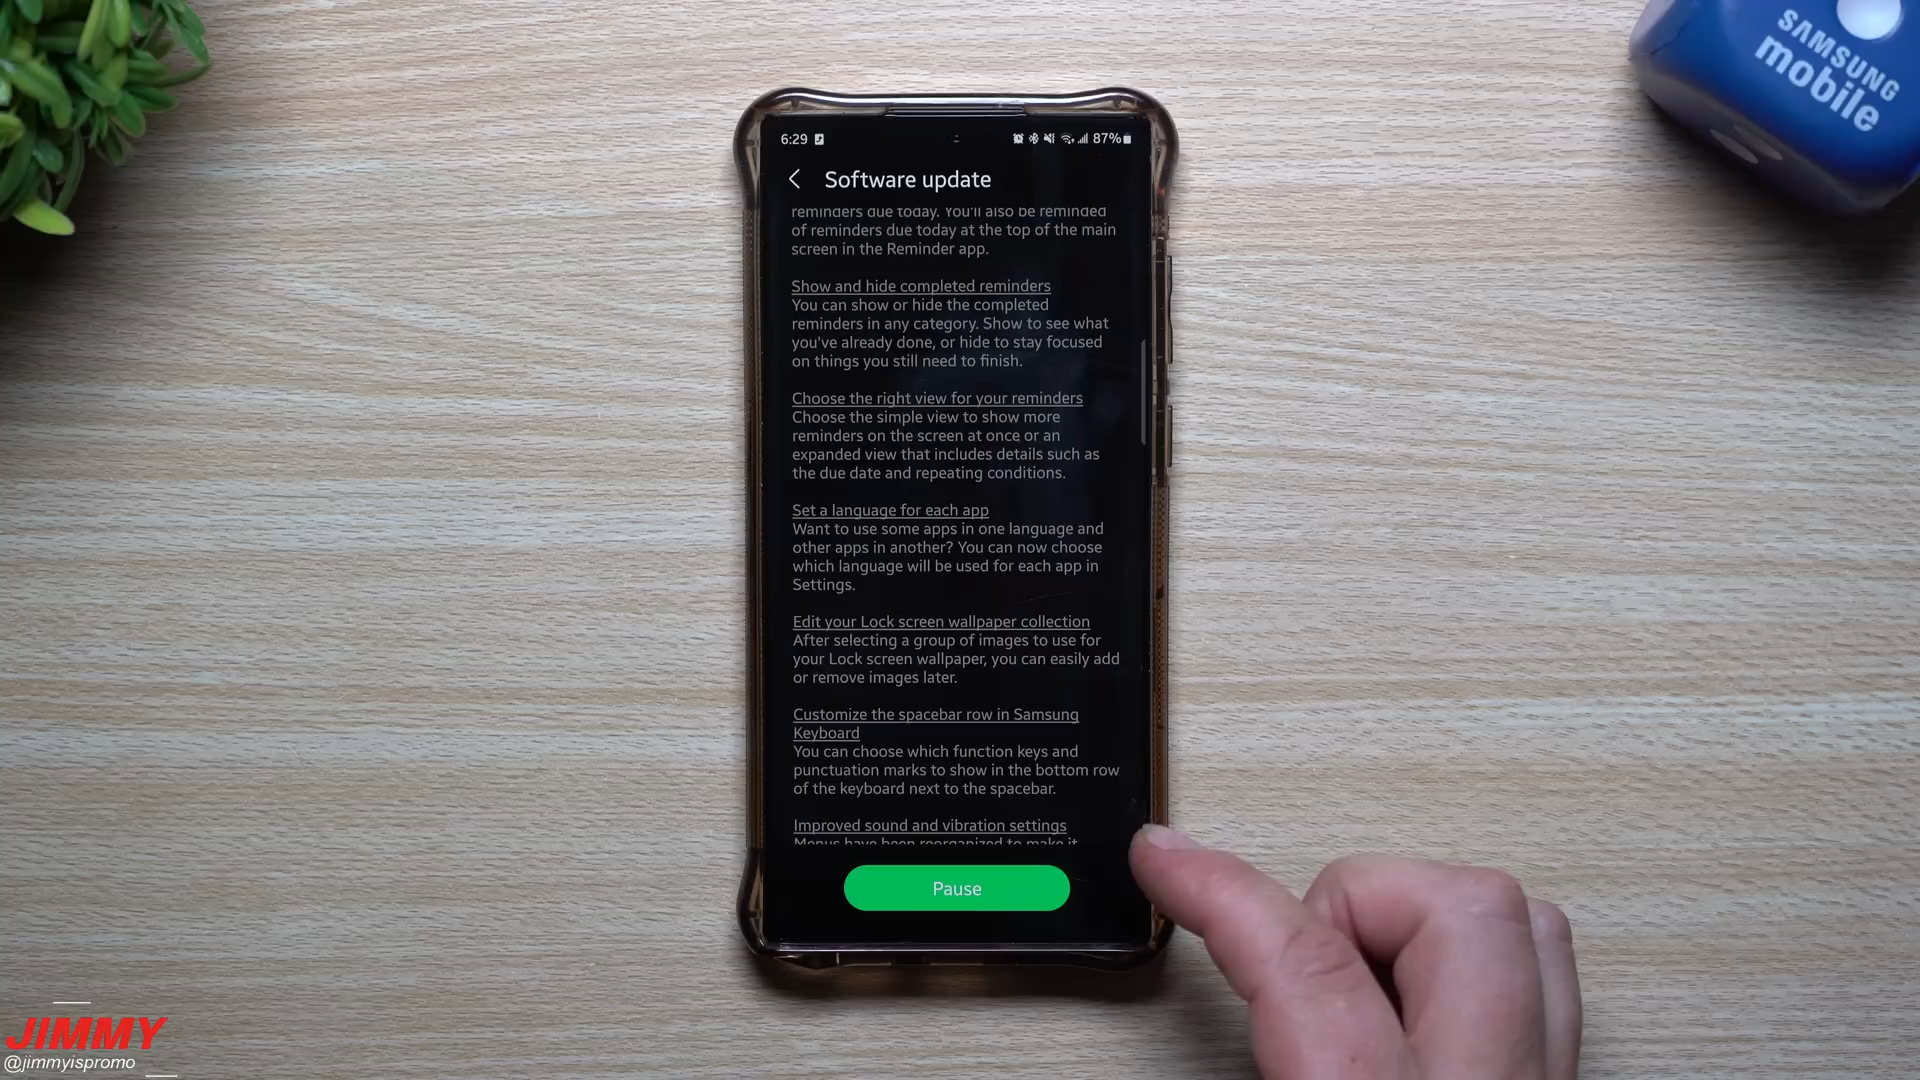 SAMSUNG
mobile
6:29
87%
Software update
reminders due today. You'll also be reminded
of reminders due today at the top of the main
screen in the Reminder app.
Show and hide completed reminders
You can show or hide the completed
reminders in any category. Show to see what
you've already done, or hide to stay focused
on things you still need to finish.
Choose the right view for your reminders
Choose the simple view to show more
reminders on the screen at once or an
expanded view that includes details such as
the due date and repeating conditions.
Set a language for each app
Want to use some apps in one language and
other apps in another? You can now choose
which language will be used for each app in
Settings.
Edit your Lock screen wallpaper collection
After selecting a group of images to use for
your Lock screen wallpaper, you can easily add
or remove images later.
Customize the spacebar row in Samsung
Keyboard
You can choose which function keys and
punctuation marks to show in the bottom row
of the keyboard next to the spacebar.
Improved sound and vibration settings
Menus have been reorganized to make it
Pause
JIMMY
@jimmyispromo